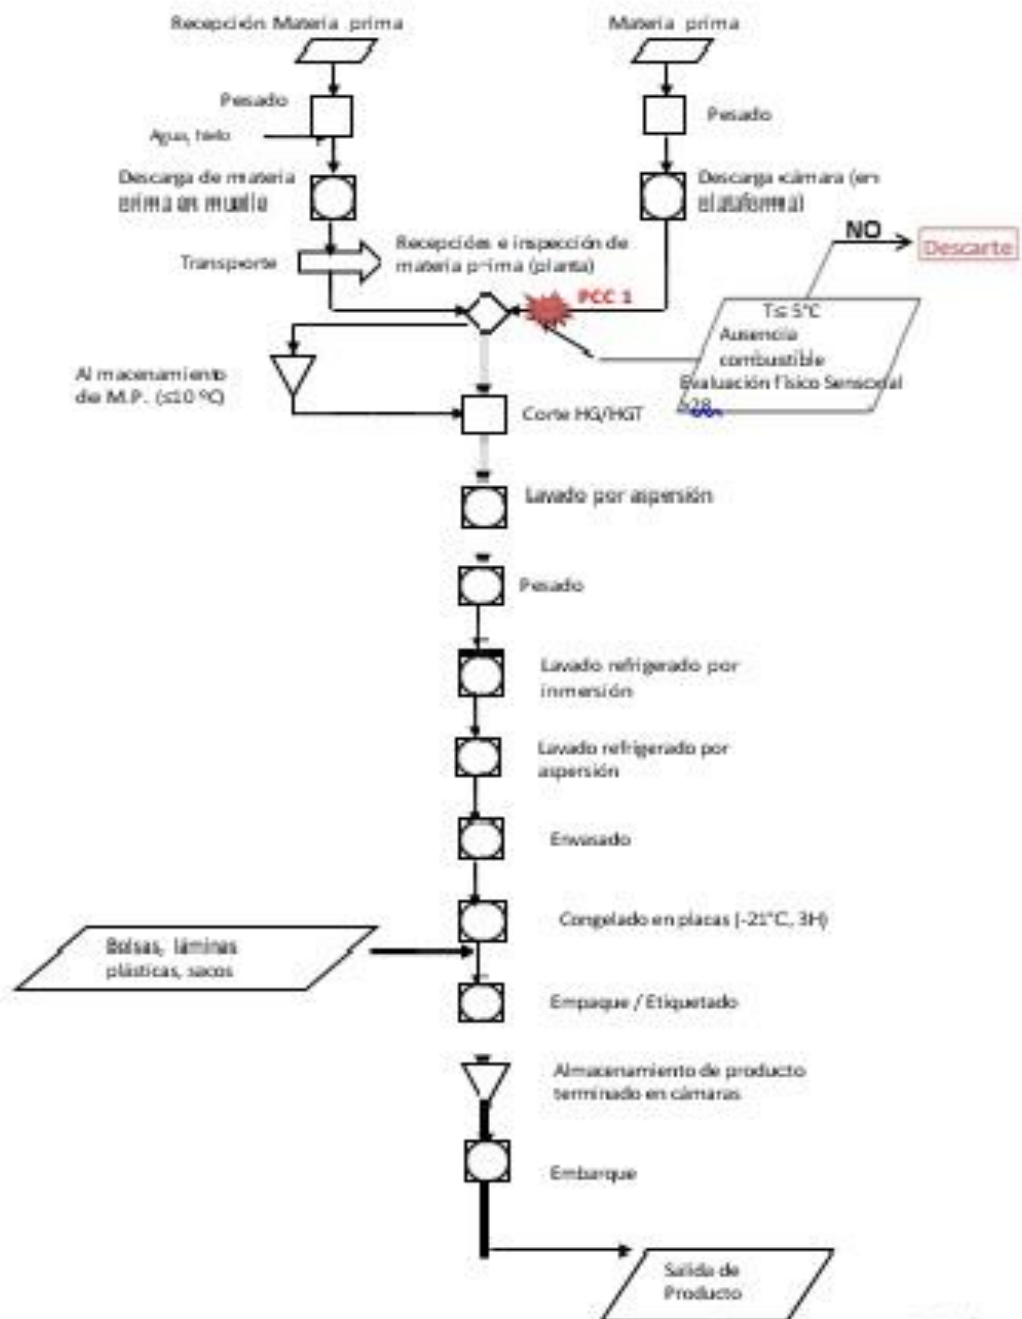 Recepción Materia prima
Materia prima
Pesado
Pesado
Agua, hielo
Descarga de materia
prima en muelle
Descarga cámara (en
plataforma)
NO
Descarte
Transporte
Recepción e inspección de
materia prima (planta)
PCC 1
T≤ 5°C
Ausencia
combustible
Evaluación Físico Sensorial
Almacenamiento
de M.P. (≤10 ºC)
Corte HG/HGT
Lavado por aspersión
Pesado
Lavado refrigerado por
inmersión
Lavado refrigerado por
aspersión
Envasado
Congelado en placas (-21°C, 3H)
Bolsas, láminas
plásticas, sacos
Empaque / Etiquetado
Almacenamiento de producto
terminado en cámaras
Embarque
Salida de
Producto